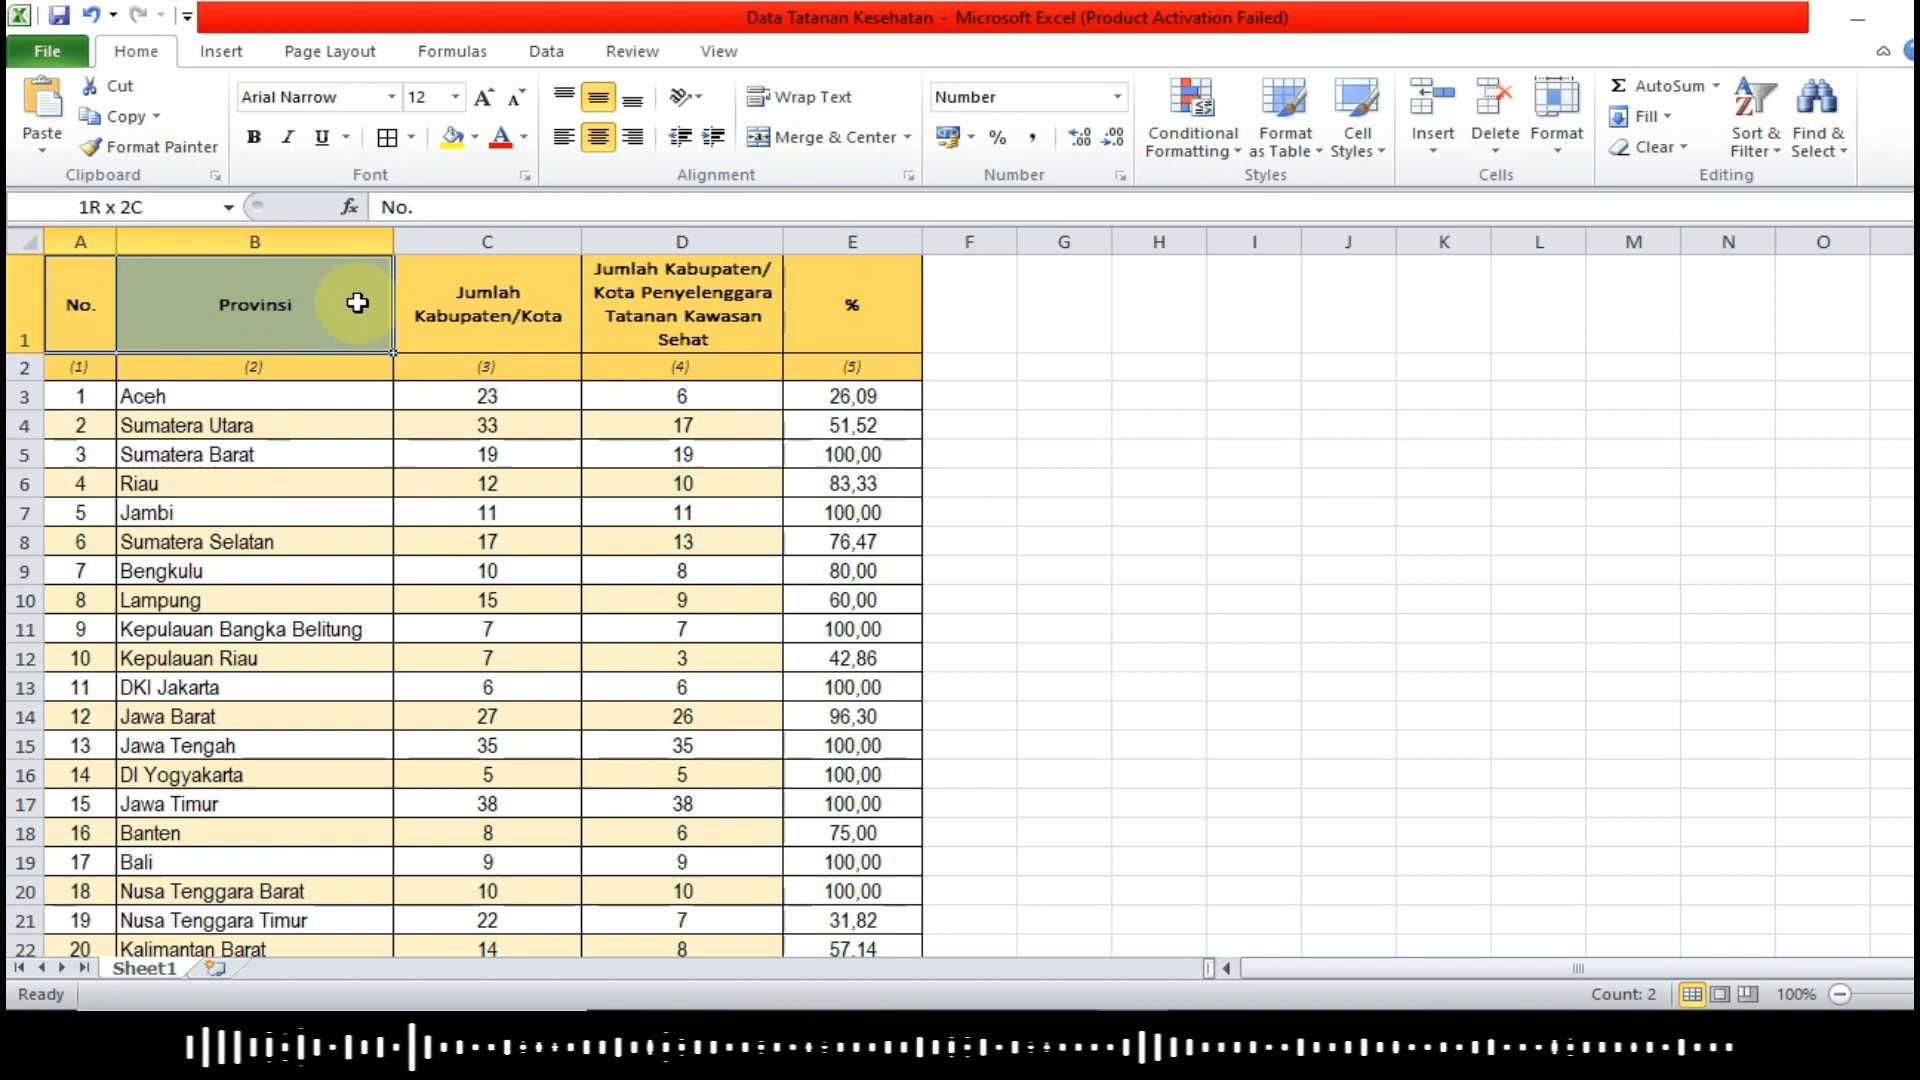 Data Tatanan Kesehatan - Microsoft Excel (Product Activation Failed)
File Home Insert Page Layout Formulas Data Review View
Paste
Cut
Copy
Format Painter
Clipboard
Arial Narrow 12
B I U
Font
Wrap Text
Merge & Center
Alignment
Number
% ,
Number
Conditional Formatting
Format as Table
Cell Styles
Styles
Insert Delete Format
Cells
AutoSum
Fill
Clear
Sort & Filter
Find & Select
Editing
1R x 2C fx No.
A B C D E F G H I J K L M N O
1 No. Provinsi Jumlah Kabupaten/Kota Jumlah Kabupaten/ Kota Penyelenggara Tatanan Kawasan Sehat %
2 (1) (2) (3) (4) (5)
3 1 Aceh 23 6 26,09
4 2 Sumatera Utara 33 17 51,52
5 3 Sumatera Barat 19 19 100,00
6 4 Riau 12 10 83,33
7 5 Jambi 11 11 100,00
8 6 Sumatera Selatan 17 13 76,47
9 7 Bengkulu 10 8 80,00
10 8 Lampung 15 9 60,00
11 9 Kepulauan Bangka Belitung 7 7 100,00
12 10 Kepulauan Riau 7 3 42,86
13 11 DKI Jakarta 6 6 100,00
14 12 Jawa Barat 27 26 96,30
15 13 Jawa Tengah 35 35 100,00
16 14 DI Yogyakarta 5 5 100,00
17 15 Jawa Timur 38 38 100,00
18 16 Banten 8 6 75,00
19 17 Bali 9 9 100,00
20 18 Nusa Tenggara Barat 10 10 100,00
21 19 Nusa Tenggara Timur 22 7 31,82
22 20 Kalimantan Barat 14 8 57,14
Sheet1
Ready Count: 2 100%